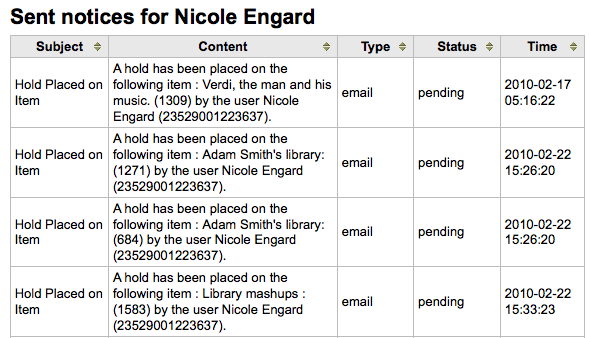 Sent notices for Nicole Engard
Subject Content Type Status Time
Hold Placed on
Item
A hold has been placed on the
following item : Verdi, the man and his
music. (1309) by the user Nicole
Engard (23529001223637).
email
pending
2010-02-17
05:16:22
Hold Placed on
Item
A hold has been placed on the
following item : Adam Smith's library:
(1271) by the user Nicole Engard
(23529001223637).
email
pending
2010-02-22
15:26:20
Hold Placed on
Item
A hold has been placed on the
following item : Adam Smith's library:
(684) by the user Nicole Engard
(23529001223637).
email
pending
2010-02-22
15:26:20
Hold Placed on
Item
A hold has been placed on the
following item : Library mashups :
(1583) by the user Nicole Engard
(23529001223637).
email
pending
2010-02-22
15:33:23